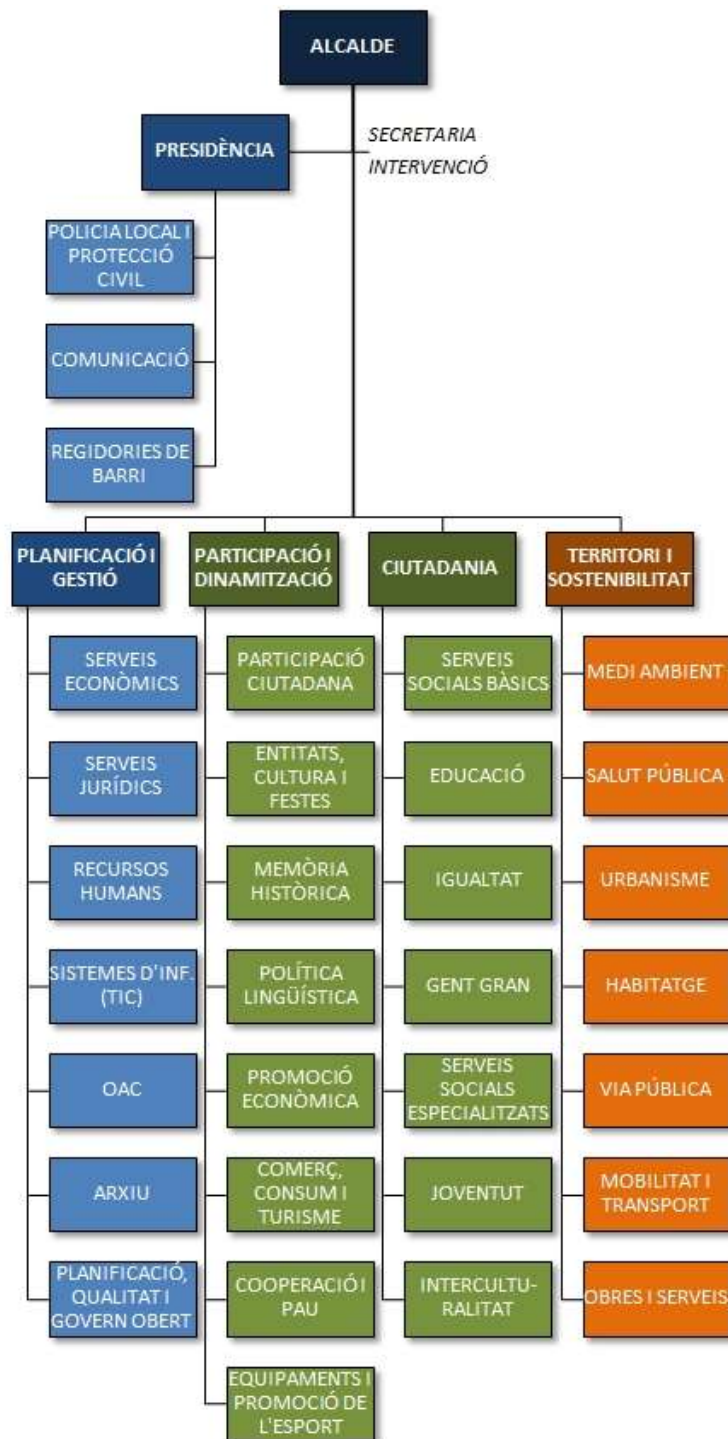 ALCALDE
PRESIDÈNCIA
SECRETARIA
INTERVENCIÓ
POLICIA LOCAL I
PROTECCIÓ
CIVIL
COMUNICACIÓ
REGIDORIES DE
BARRI
PLANIFICACIÓ I
GESTIÓ
SERVEIS
ECONÒMICS
SERVEIS
JURÍDICS
RECURSOS
HUMANS
SISTEMES D'INF.
(TIC)
OAC
ARXIU
PLANIFICACIÓ,
QUALITAT I
GOVERN OBERT
PARTICIPACIÓ I
DINAMITZACIÓ
PARTICIPACIÓ
CIUTADANA
ENTITATS,
CULTURA I
FESTES
MEMÒRIA
HISTÒRICA
POLÍTICA
LINGÜÍSTICA
PROMOCIÓ
ECONÒMICA
COMERÇ,
CONSUM I
TURISME
COOPERACIÓ I
PAU
EQUIPAMENTS I
PROMOCIÓ DE
L'ESPORT
CIUTADANIA
SERVEIS
SOCIALS BÀSICS
EDUCACIÓ
IGUALTAT
GENT GRAN
SERVEIS
SOCIALS
ESPECIALITZATS
JOVENTUT
INTERCULTU-
RALITAT
TERRITORI I
SOSTENIBILITAT
MEDI AMBIENT
SALUT PÚBLICA
URBANISME
HABITATGE
VIA PÚBLICA
MOBILITAT I
TRANSPORT
OBRES I SERVEIS